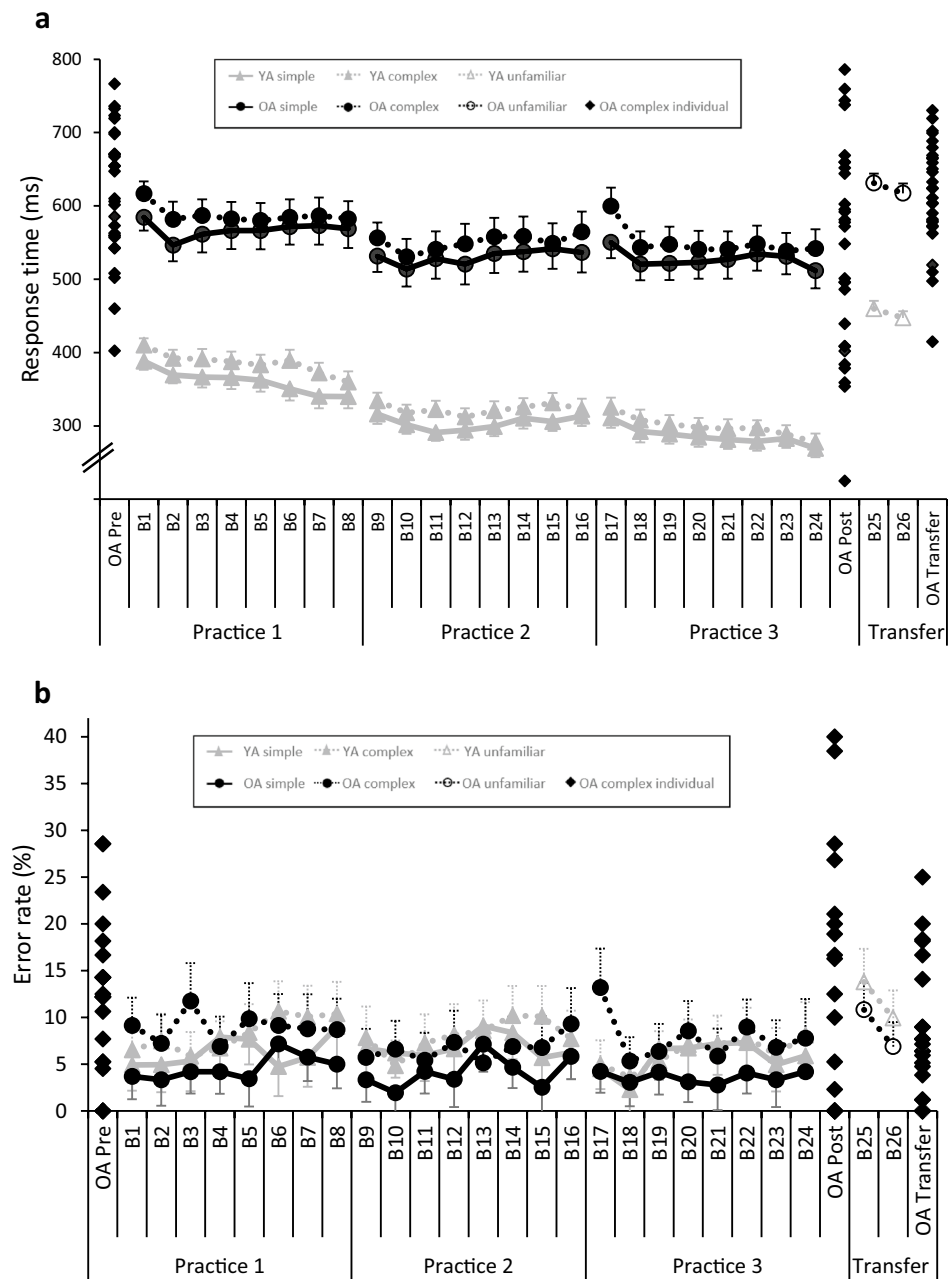 a
800
700
600
500
400
300
Response time (ms)
YA simple YA complex YA unfamiliar
OA simple OA complex OA unfamiliar OA complex individual
OA Pre B1 B2 B3 B4 B5 B6 B7 B8 B9 B10 B11 B12 B13 B14 B15 B16 B17 B18 B19 B20 B21 B22 B23 B24 OA Post B25 B26 OA Transfer
Practice 1 Practice 2 Practice 3 Transfer
b
40
35
30
25
20
15
10
5
0
Error rate (%)
YA simple YA complex YA unfamiliar
OA simple OA complex OA unfamiliar OA complex individual
OA Pre B1 B2 B3 B4 B5 B6 B7 B8 B9 B10 B11 B12 B13 B14 B15 B16 B17 B18 B19 B20 B21 B22 B23 B24 OA Post B25 B26 OA Transfer
Practice 1 Practice 2 Practice 3 Transfer